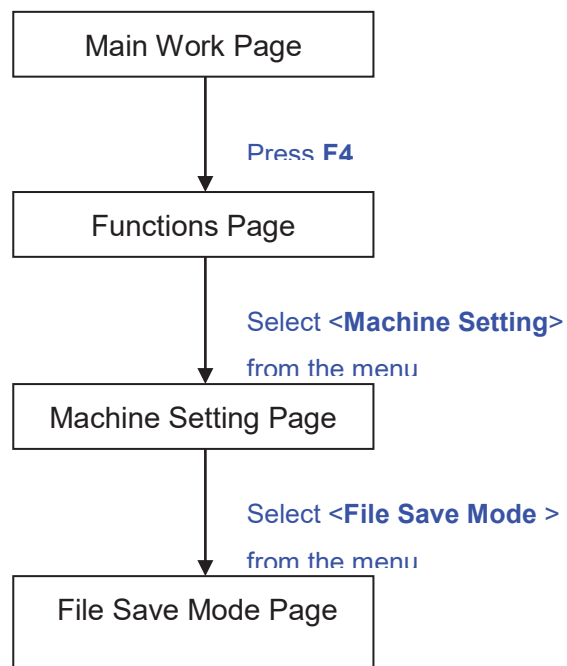 Main Work Page
Press F4
Functions Page
Select <Machine Setting>
from the menu
Machine Setting Page
Select <File Save Mode >
from the menu
File Save Mode Page